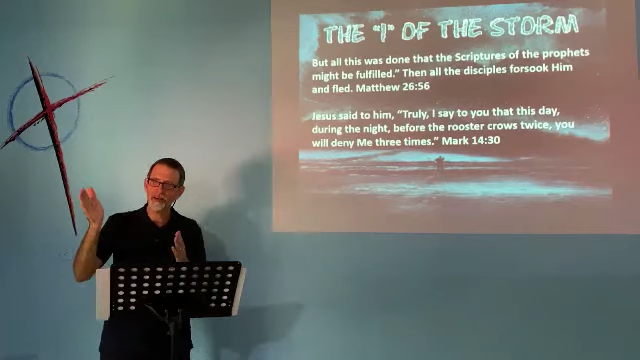 THE "I" OF THE STORM
But all this was done that the Scriptures of the prophets
might be fulfilled.” Then all the disciples forsook Him
and fled. Matthew 26:56
Jesus said to him, “Truly, I say to you that this day,
during the night, before the rooster crows twice, you
will deny Me three times.” Mark 14:30